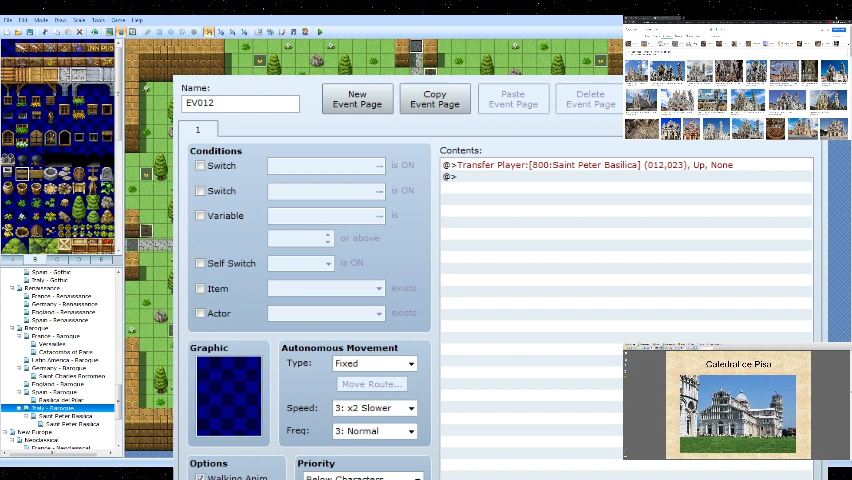 File Edit Mode Draw Scale Tools Game Help
Name:
EV012
New
Event Page
Copy
Event Page
Paste
Event Page
Delete
Event Page
1
Conditions
Switch ... is ON
Switch ... is ON
Variable ... is
or above
Self Switch is ON
Item exists
Actor exists
Graphic
Autonomous Movement
Type: Fixed
Move Route...
Speed: 3: x2 Slower
Freq: 3: Normal
Options
Walking Anim
Priority
Below Characters
Contents:
@>Transfer Player:[800:Saint Peter Basilica] (012,023), Up, None
@>
A B C D E
Spain - Gothic
Italy - Gothic
Renaissance
France - Renaissance
Germany - Renaissance
England - Renaissance
Spain - Renaissance
Baroque
France - Baroque
Versailles
Catacombs of Paris
Latin America - Baroque
Germany - Baroque
Saint Charles Borromeo
England - Baroque
Spain - Baroque
Basilica del Pilar
Italy - Baroque
Saint Peter Basilica
Saint Peter Basilica
New Europe
Neoclassical
France - Neoclassical
Catedral de Pisa